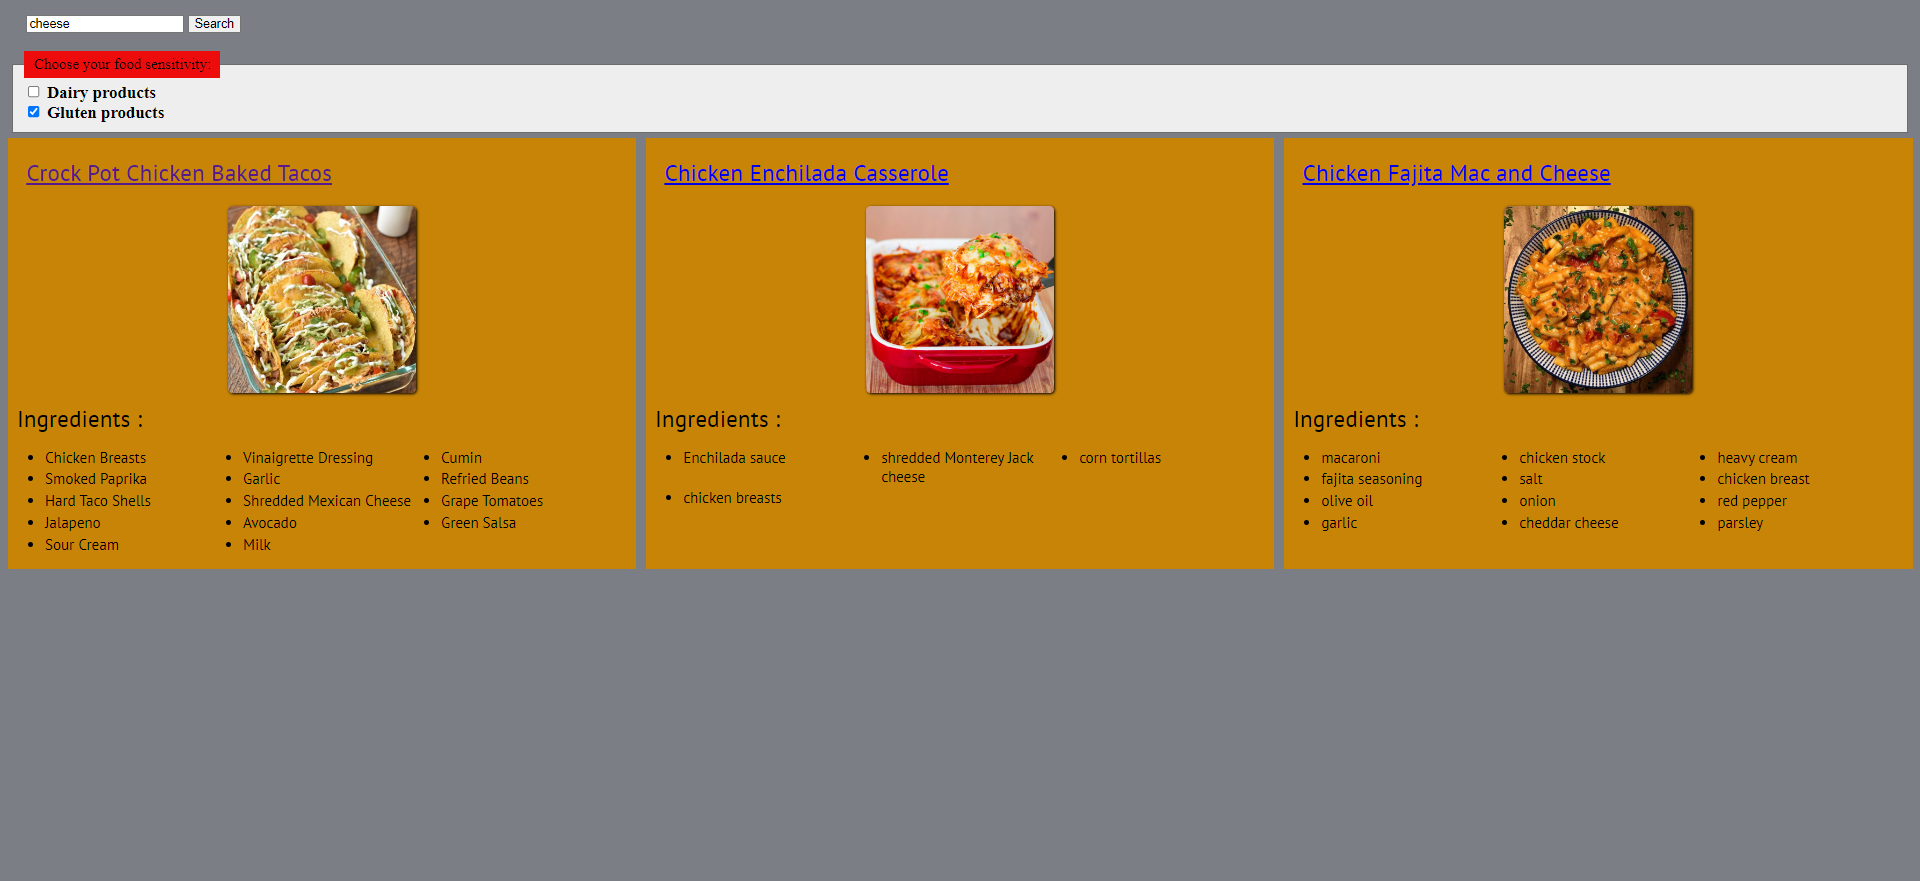 cheese Search
Choose your food sensitivity:
Dairy products
Gluten products
Crock Pot Chicken Baked Tacos
Ingredients :
Chicken Breasts Vinaigrette Dressing Cumin
Smoked Paprika Garlic Refried Beans
Hard Taco Shells Shredded Mexican Cheese Grape Tomatoes
Jalapeno Avocado Green Salsa
Sour Cream Milk
Chicken Enchilada Casserole
Ingredients :
Enchilada sauce shredded Monterey Jack corn tortillas
cheese
chicken breasts
Chicken Fajita Mac and Cheese
Ingredients :
macaroni chicken stock heavy cream
fajita seasoning salt chicken breast
olive oil onion red pepper
garlic cheddar cheese parsley